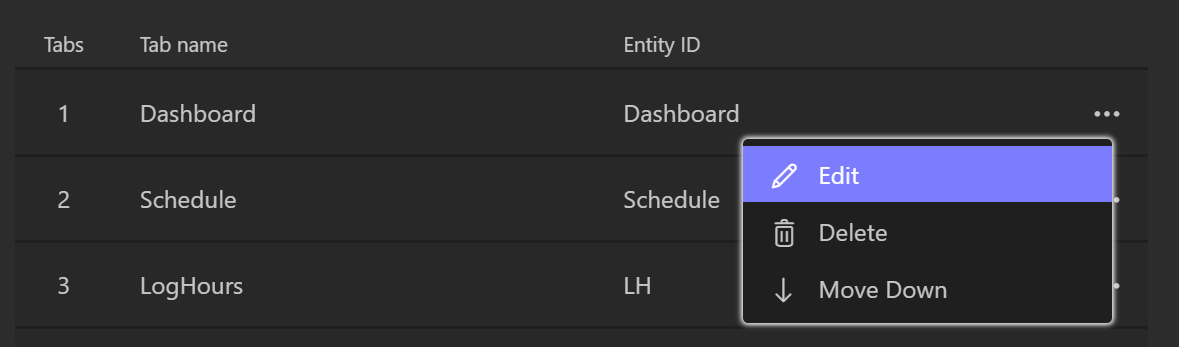 Tabs Tab name Entity ID
1 Dashboard Dashboard
Edit
2 Schedule Schedule
Delete
3 LogHours LH
Move Down